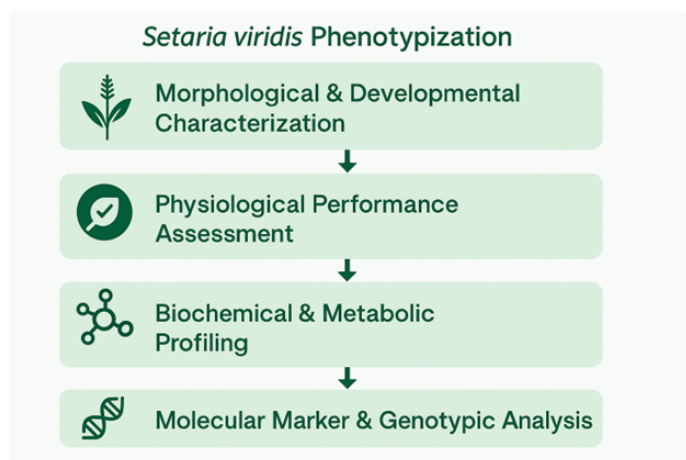 Setaria viridis Phenotypization
Morphological & Developmental
Characterization
Physiological Performance
Assessment
Biochemical & Metabolic
Profiling
Molecular Marker & Genotypic Analysis